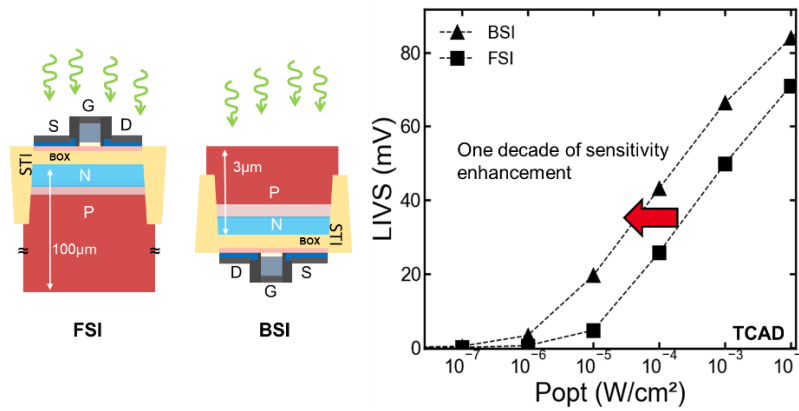 G
S
D
STI
BOX
N
P
100μm
≈
≈
FSI
3μm
P
N
STI
BOX
D
S
G
BSI
BSI
FSI
One decade of sensitivity
enhancement
TCAD
LIVS (mV)
80
60
40
20
0
10⁻⁷
10⁻⁶
10⁻⁵
10⁻⁴
10⁻³
10⁻
Popt (W/cm²)